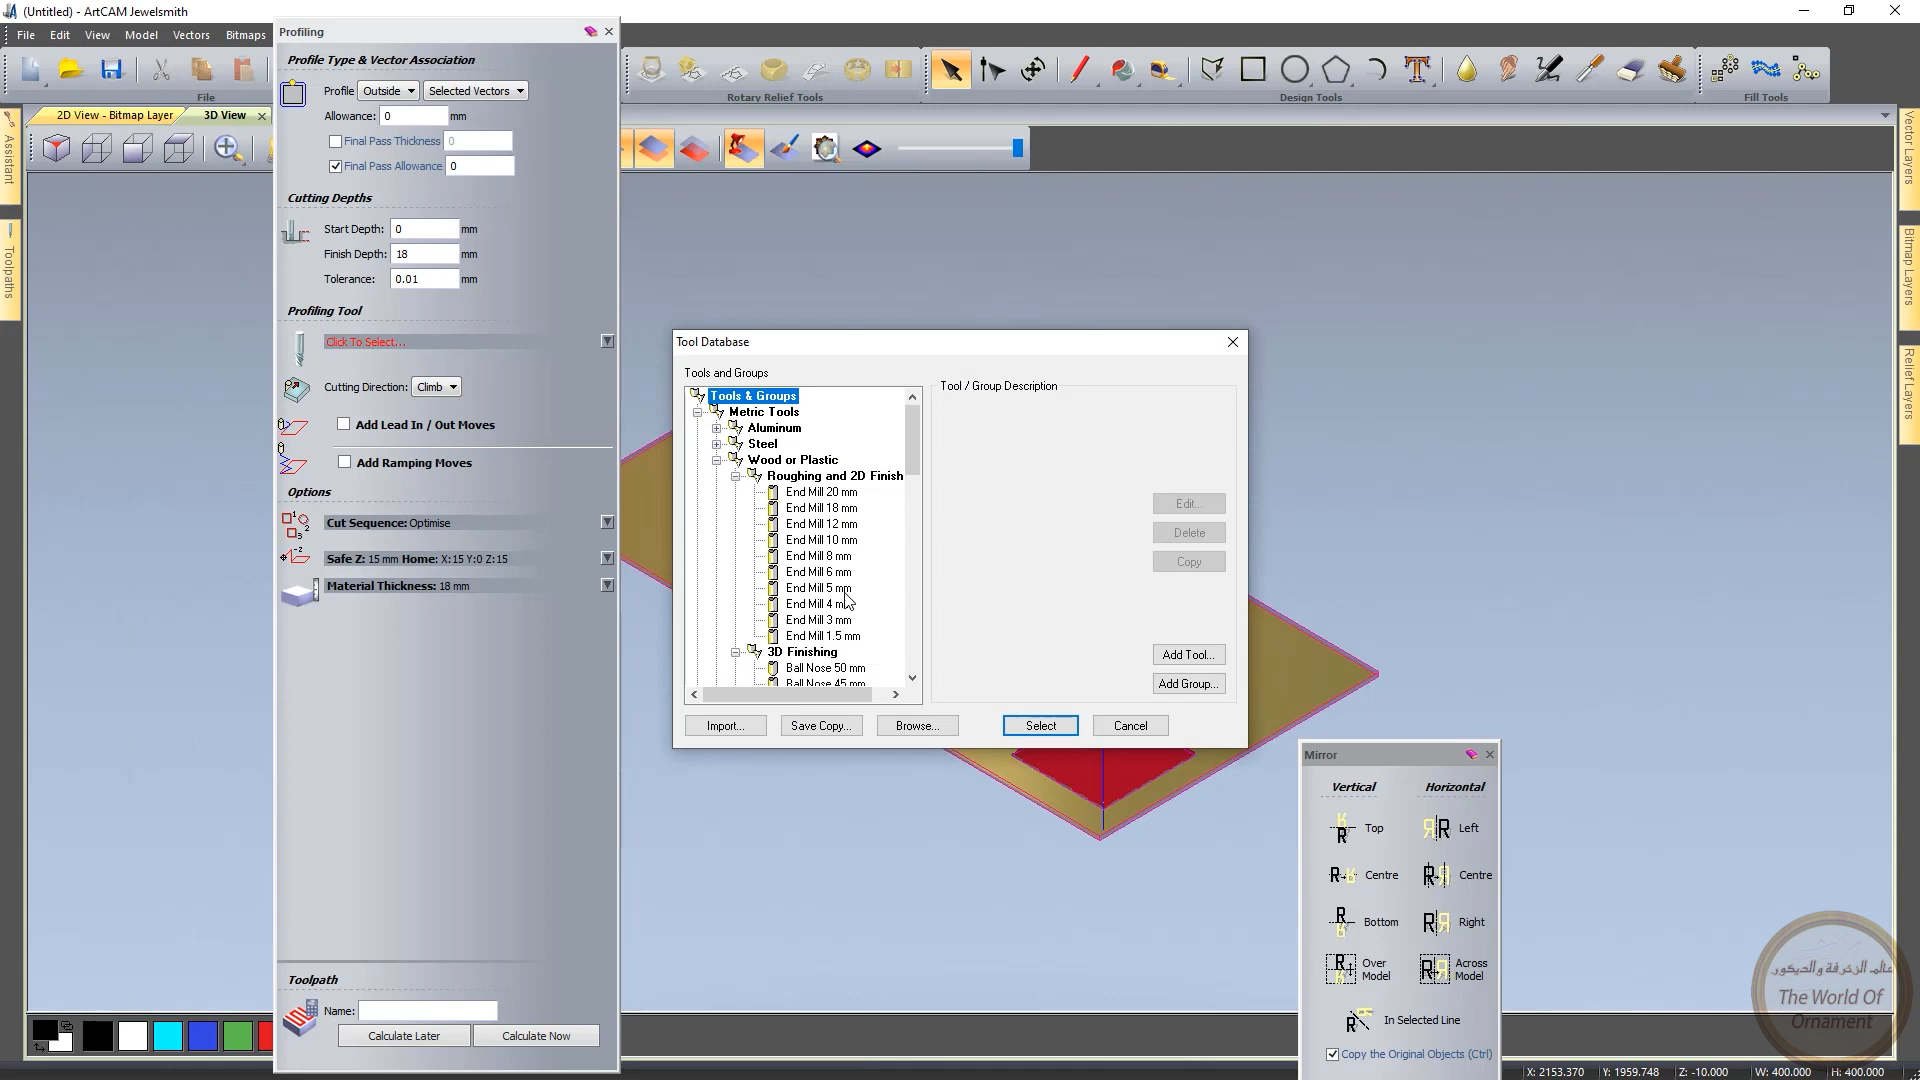 (Untitled) - ArtCAM Jewelsmith
File Edit View Model Vectors Bitmaps
Profiling
File
Rotary Relief Tools
Design Tools
Fill Tools
2D View - Bitmap Layer
3D View
Assistant
Toolpaths
Vector Layers
Bitmap Layers
Relief Layers
Profile Type & Vector Association
Profile Outside Selected Vectors
Allowance: 0 mm
Final Pass Thickness 0
Final Pass Allowance 0
Cutting Depths
Start Depth: 0 mm
Finish Depth: 18 mm
Tolerance: 0.01 mm
Profiling Tool
Click To Select...
Cutting Direction: Climb
Add Lead In / Out Moves
Add Ramping Moves
Options
Cut Sequence: Optimise
Safe Z: 15 mm Home: X:15 Y:0 Z:15
Material Thickness: 18 mm
Toolpath
Name:
Calculate Later Calculate Now
Tool Database
Tools and Groups
Tools & Groups
Metric Tools
Aluminum
Steel
Wood or Plastic
Roughing and 2D Finish
End Mill 20 mm
End Mill 18 mm
End Mill 12 mm
End Mill 10 mm
End Mill 8 mm
End Mill 6 mm
End Mill 5 mm
End Mill 4 mm
End Mill 3 mm
End Mill 1.5 mm
3D Finishing
Ball Nose 50 mm
Ball Nose 45 mm
Tool / Group Description
Edit...
Delete
Copy
Add Tool...
Add Group...
Import... Save Copy... Browse... Select Cancel
Mirror
Vertical Horizontal
Top Left
Centre Centre
Bottom Right
Over Model Across Model
In Selected Line
Copy the Original Objects (Ctrl)
عالم الزخرفة والديكور
The World Of
Ornament
X: 2153.370 Y: 1959.748 Z: -10.000 W: 400.000 H: 400.000